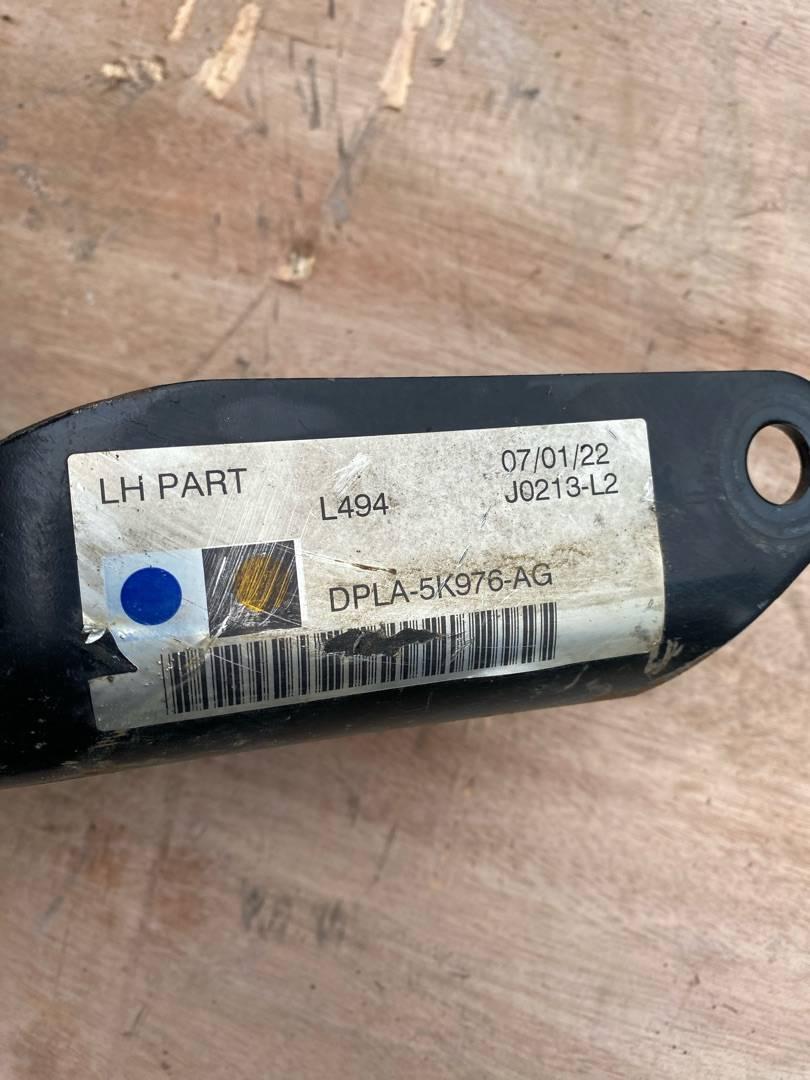 LH PART
L494
07/01/22
J0213-L2
DPLA-5K976-AG